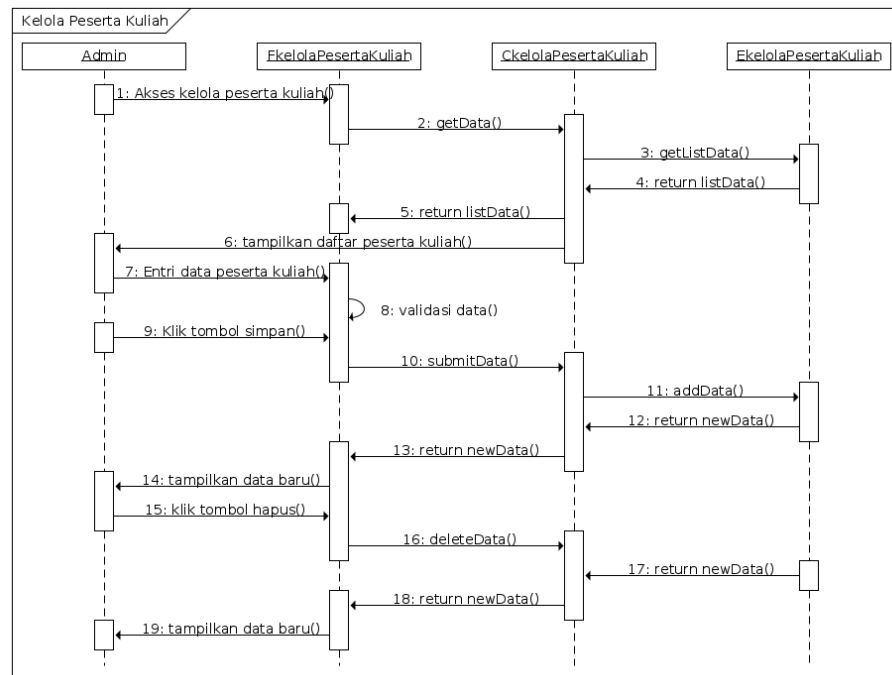 Kelola Peserta Kuliah
Admin
FkelolaPesertaKuliah
CkelolaPesertaKuliah
EkelolaPesertaKuliah
1: Akses kelola peserta kuliah()
2: getData()
3: getListData()
4: return listData()
5: return listData()
6: tampilkan daftar peserta kuliah()
7: Entri data peserta kuliah()
8: validasi data()
9: Klik tombol simpan()
10: submitData()
11: addData()
12: return newData()
13: return newData()
14: tampilkan data baru()
15: klik tombol hapus()
16: deleteData()
17: return newData()
18: return newData()
19: tampilkan data baru()